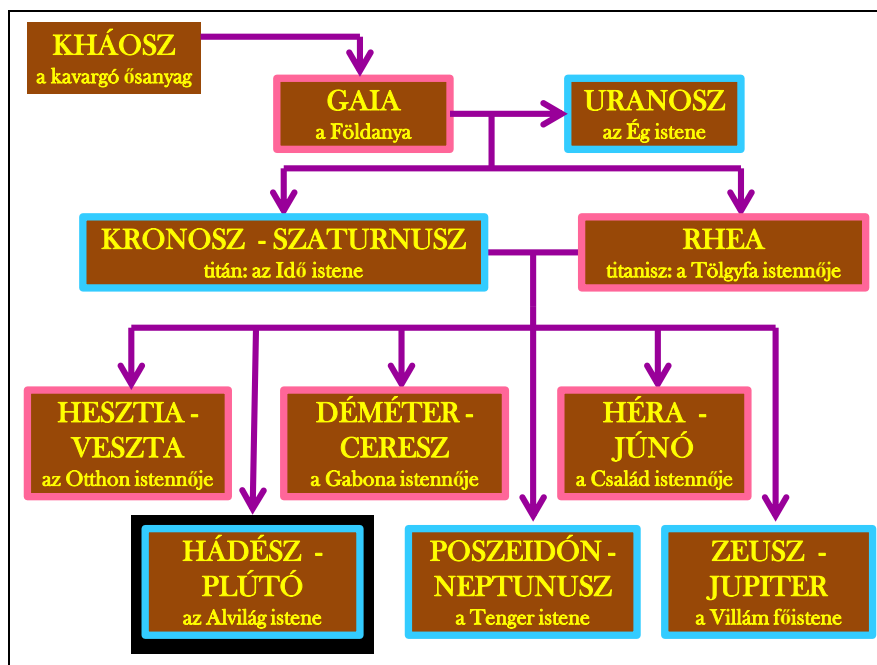 KHÁOSZ
a kavargó ősanyag
GAIA
a Földanya
URANOSZ
az Ég istene
KRONOSZ - SZATURNUSZ
titán: az Idő istene
RHEA
titanisz: a Tölgyfa istennője
HESZTIA -
VESZTA
az Otthon istennője
DÉMÉTER -
CERESZ
a Gabona istennője
HÉRA -
JÚNÓ
a Család istennője
HÁDÉSZ -
PLÚTÓ
az Alvilág istene
POSZEIDÓN -
NEPTUNUSZ
a Tenger istene
ZEUSZ -
JUPITER
a Villám főistene